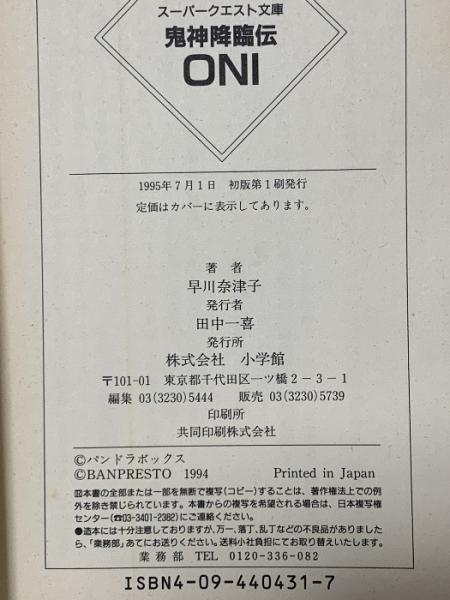 スーパークエスト文庫
鬼神降臨伝
ONI
1995年7月1日　初版第1刷発行
定価はカバーに表示してあります。
著　者
早川奈津子
発行者
田中一喜
発行所
株式会社　小学館
〒101-01　東京都千代田区一ツ橋2－3－1
編集 03(3230)5444　販売 03(3230)5739
印刷所
共同印刷株式会社
©パンドラボックス
©BANPRESTO 1994　Printed in Japan
図本書の全部または一部を無断で複写(コピー)することは、著作権法上での例
外を除き禁じられています。本書からの複写を希望される場合は、日本複写権
センター(☎03-3401-2382)にご連絡ください。
●造本には十分注意しておりますが、万一、落丁、乱丁などの不良品がありました
ら、「業務部」あてにお送りください。送料小社負担にてお取り替えいたします。
業務部 TEL 0120-336-082
ISBN4-09-440431-7